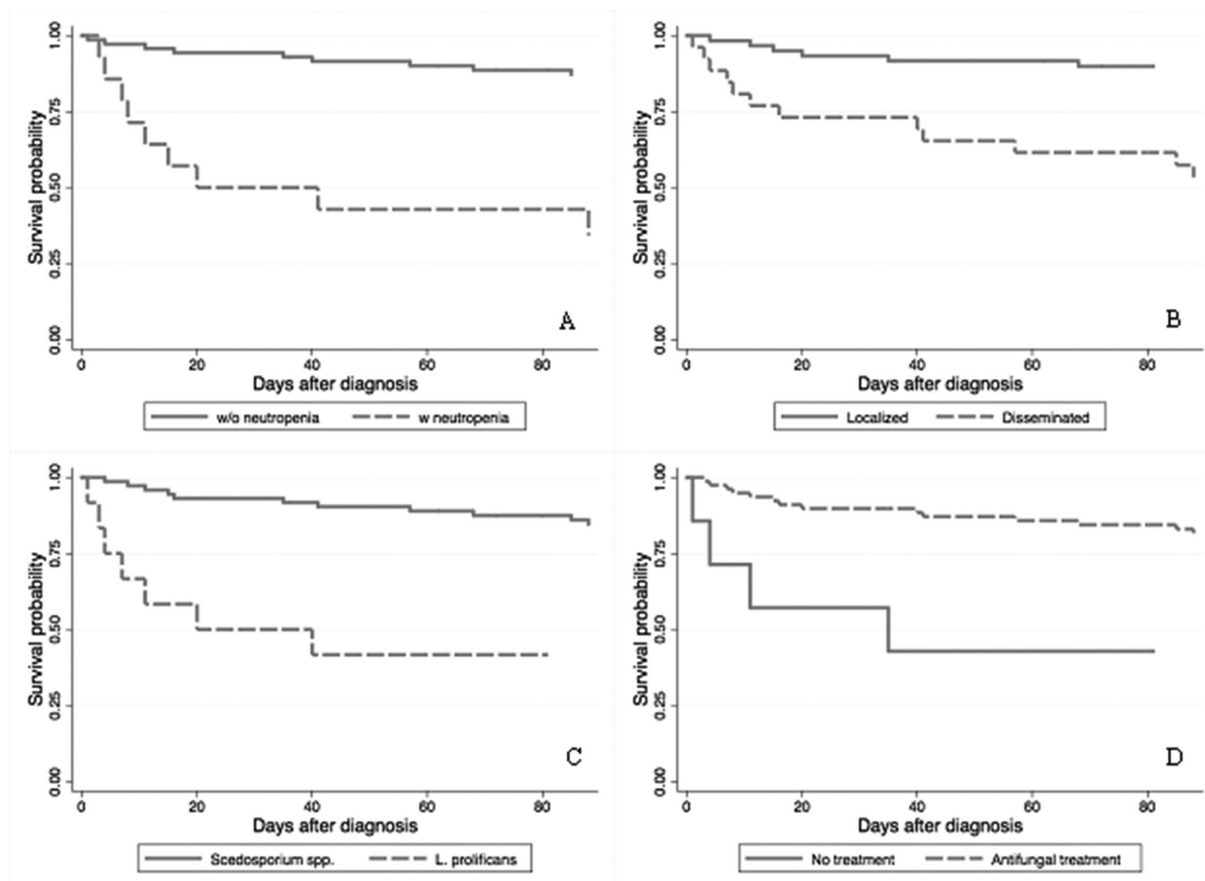 Survival probability
1.00
0.75
0.50
0.25
0.00
A
0 20 40 60 80
Days after diagnosis
w/o neutropenia w neutropenia
Survival probability
1.00
0.75
0.50
0.25
0.00
B
0 20 40 60 80
Days after diagnosis
Localized Disseminated
Survival probability
1.00
0.75
0.50
0.25
0.00
C
0 20 40 60 80
Days after diagnosis
Scedosporium spp. L. prolificans
Survival probability
1.00
0.75
0.50
0.25
0.00
D
0 20 40 60 80
Days after diagnosis
No treatment Antifungal treatment